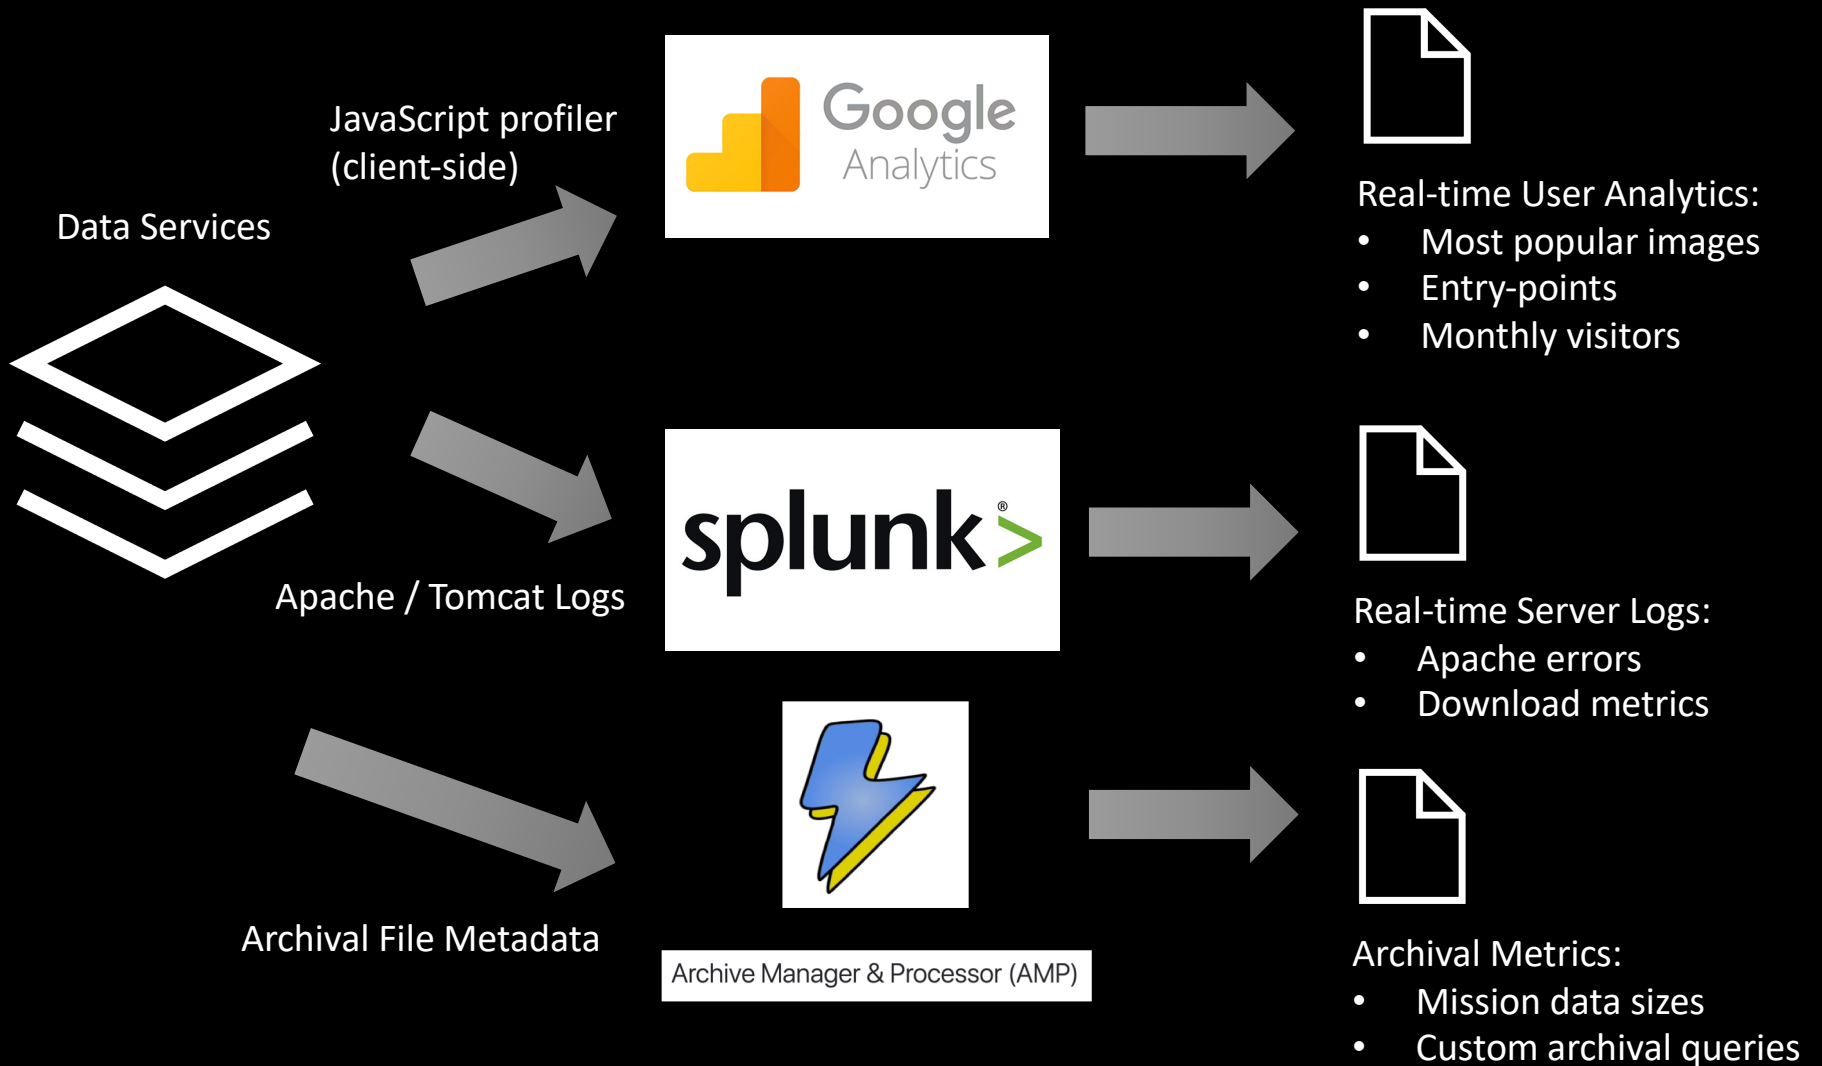 Data Services
JavaScript profiler
(client-side)
Google
Analytics
Real-time User Analytics:
• Most popular images
• Entry-points
• Monthly visitors
Apache / Tomcat Logs
splunk>®
Real-time Server Logs:
• Apache errors
• Download metrics
Archival File Metadata
Archive Manager & Processor (AMP)
Archival Metrics:
• Mission data sizes
• Custom archival queries